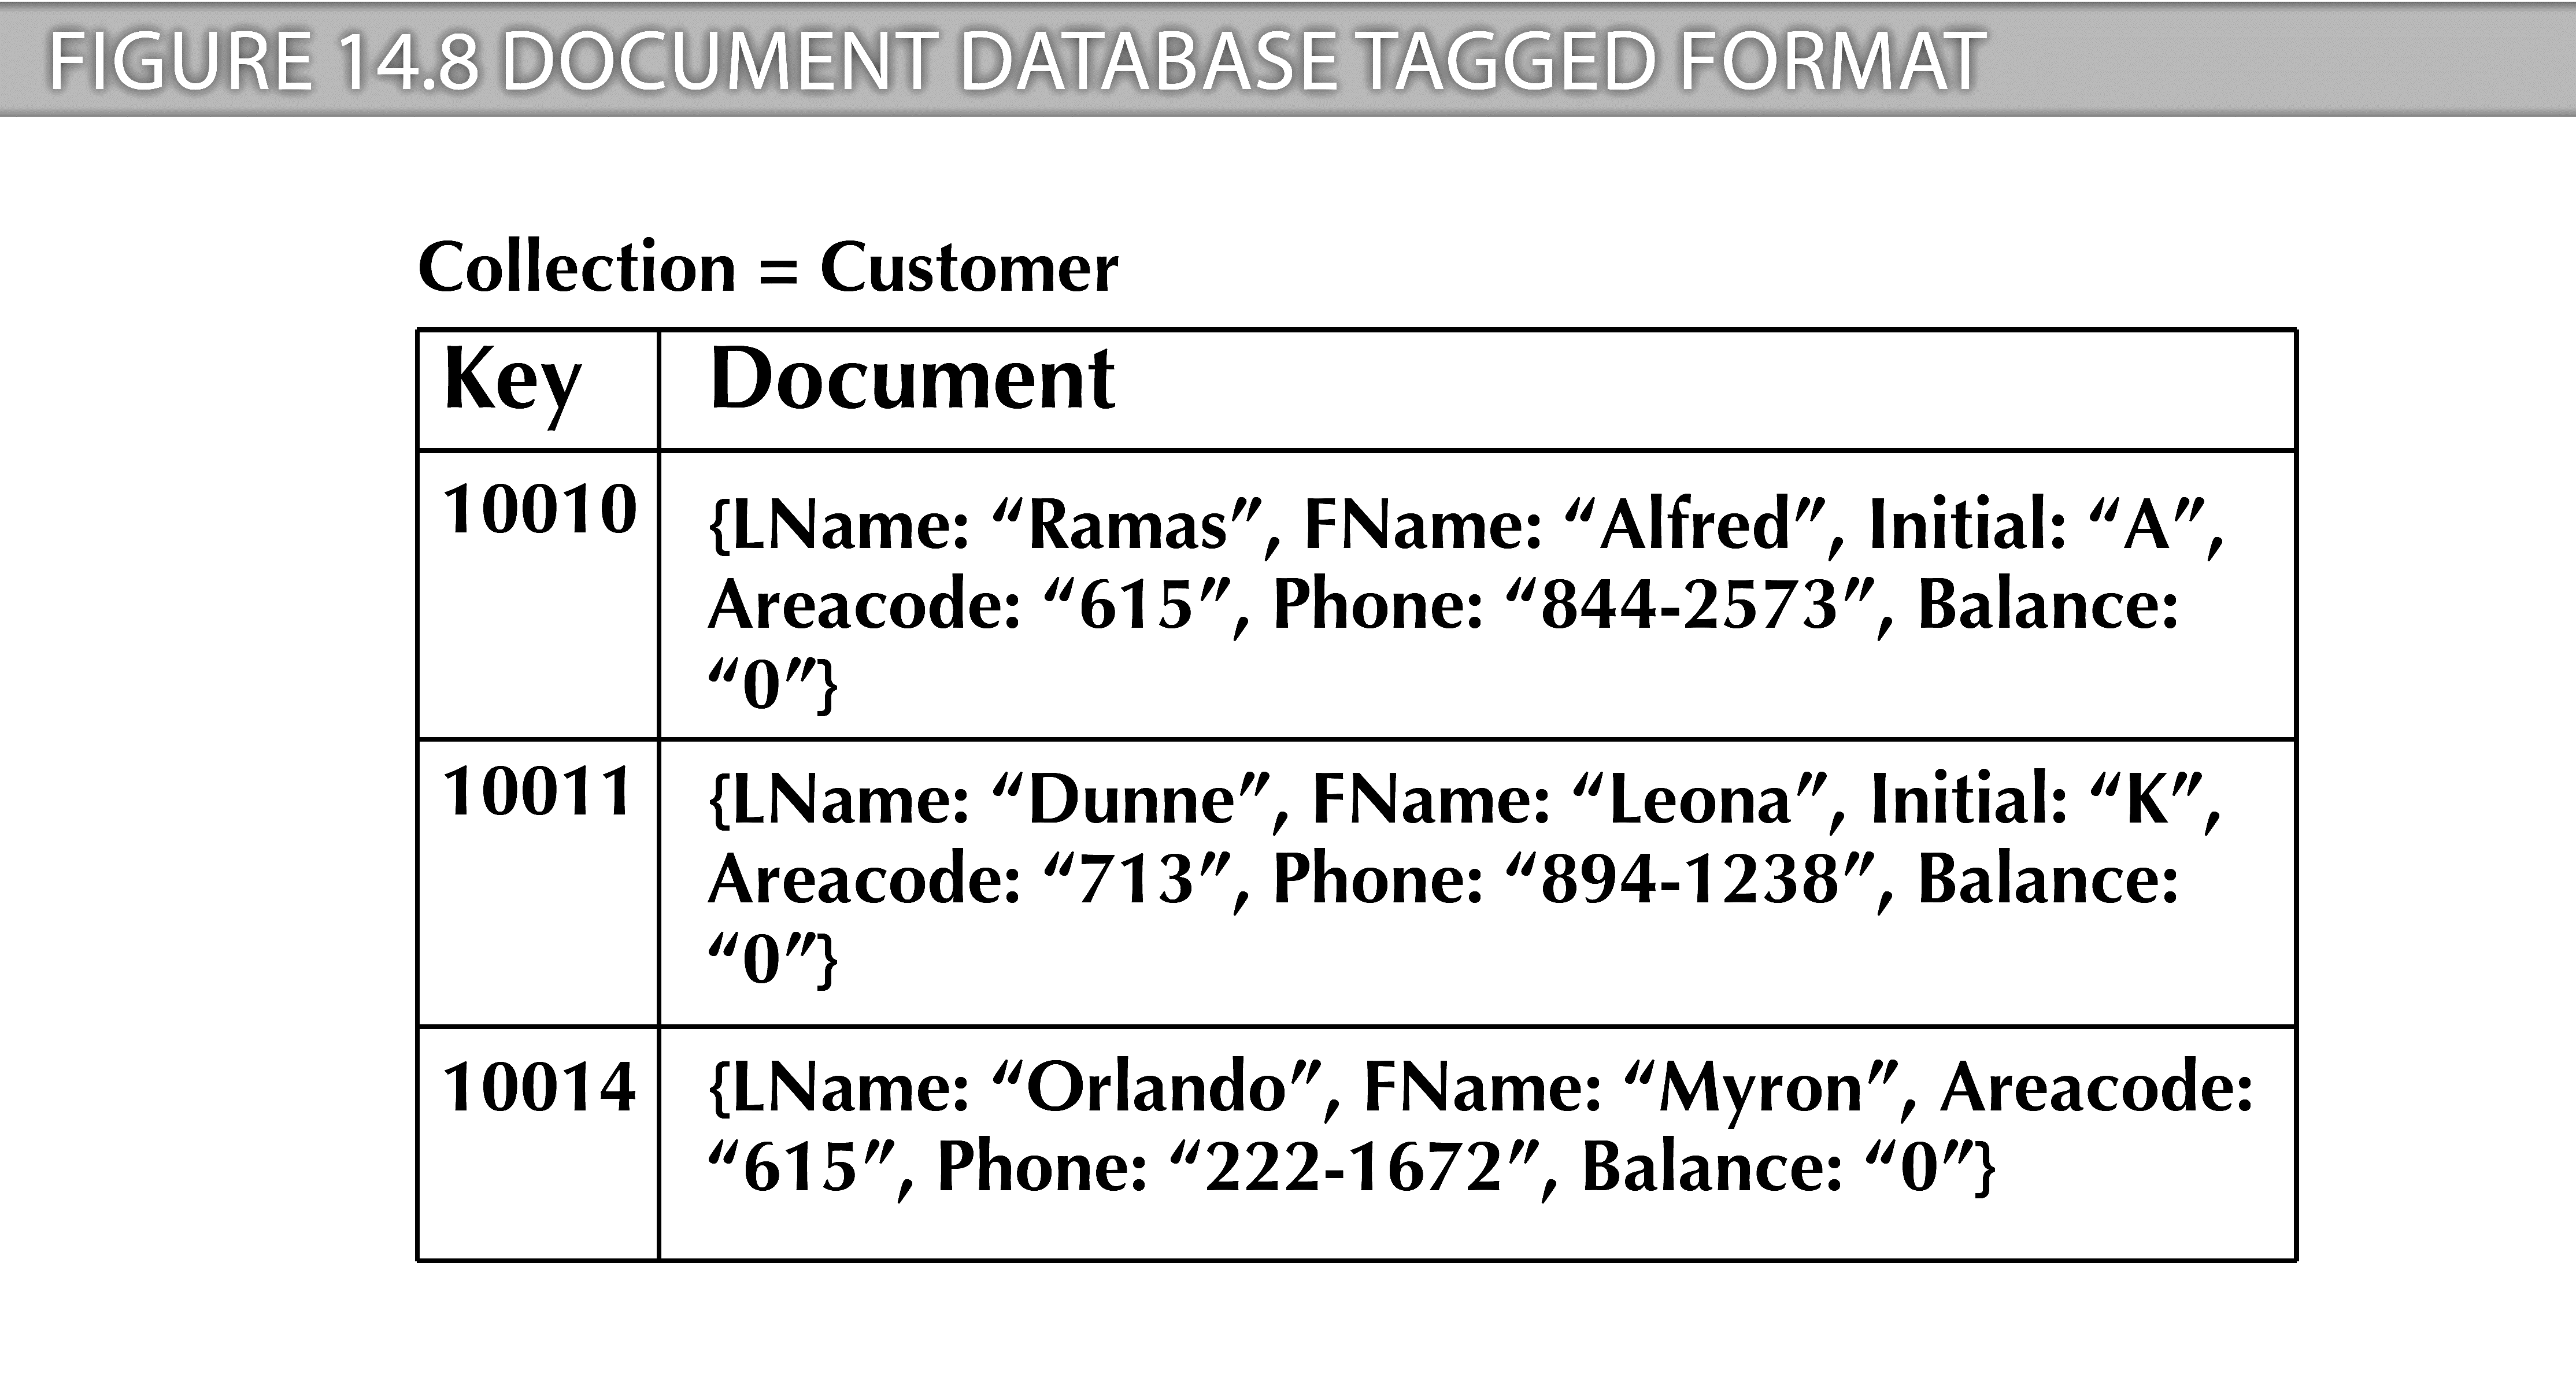 FIGURE 14.8 DOCUMENT DATABASE TAGGED FORMAT
Collection = Customer
Key Document
10010 {LName: “Ramas”, FName: “Alfred”, Initial: “A”,
Areacode: “615”, Phone: “844-2573”, Balance:
“0”}
10011 {LName: “Dunne”, FName: “Leona”, Initial: “K”,
Areacode: “713”, Phone: “894-1238”, Balance:
“0”}
10014 {LName: “Orlando”, FName: “Myron”, Areacode:
“615”, Phone: “222-1672”, Balance: “0”}